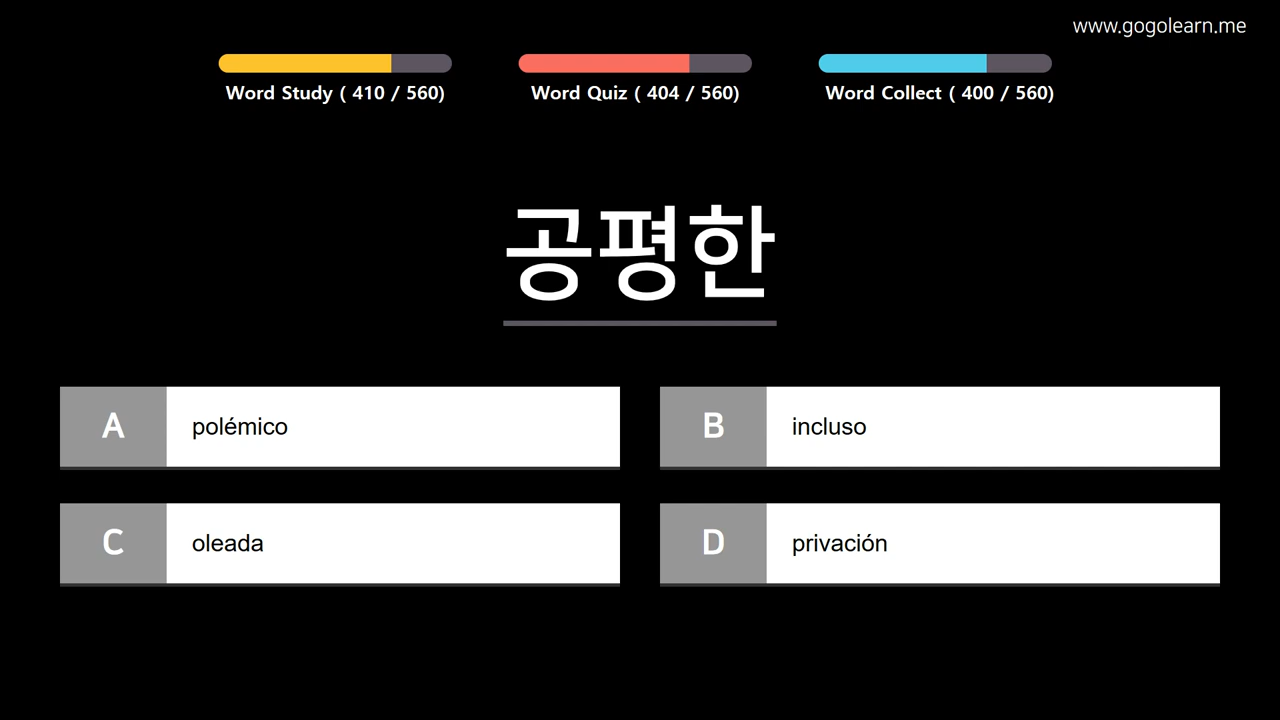 www.gogolearn.me
Word Study ( 410 / 560)
Word Quiz ( 404 / 560)
Word Collect ( 400 / 560)
공평한
A polémico
B incluso
C oleada
D privación